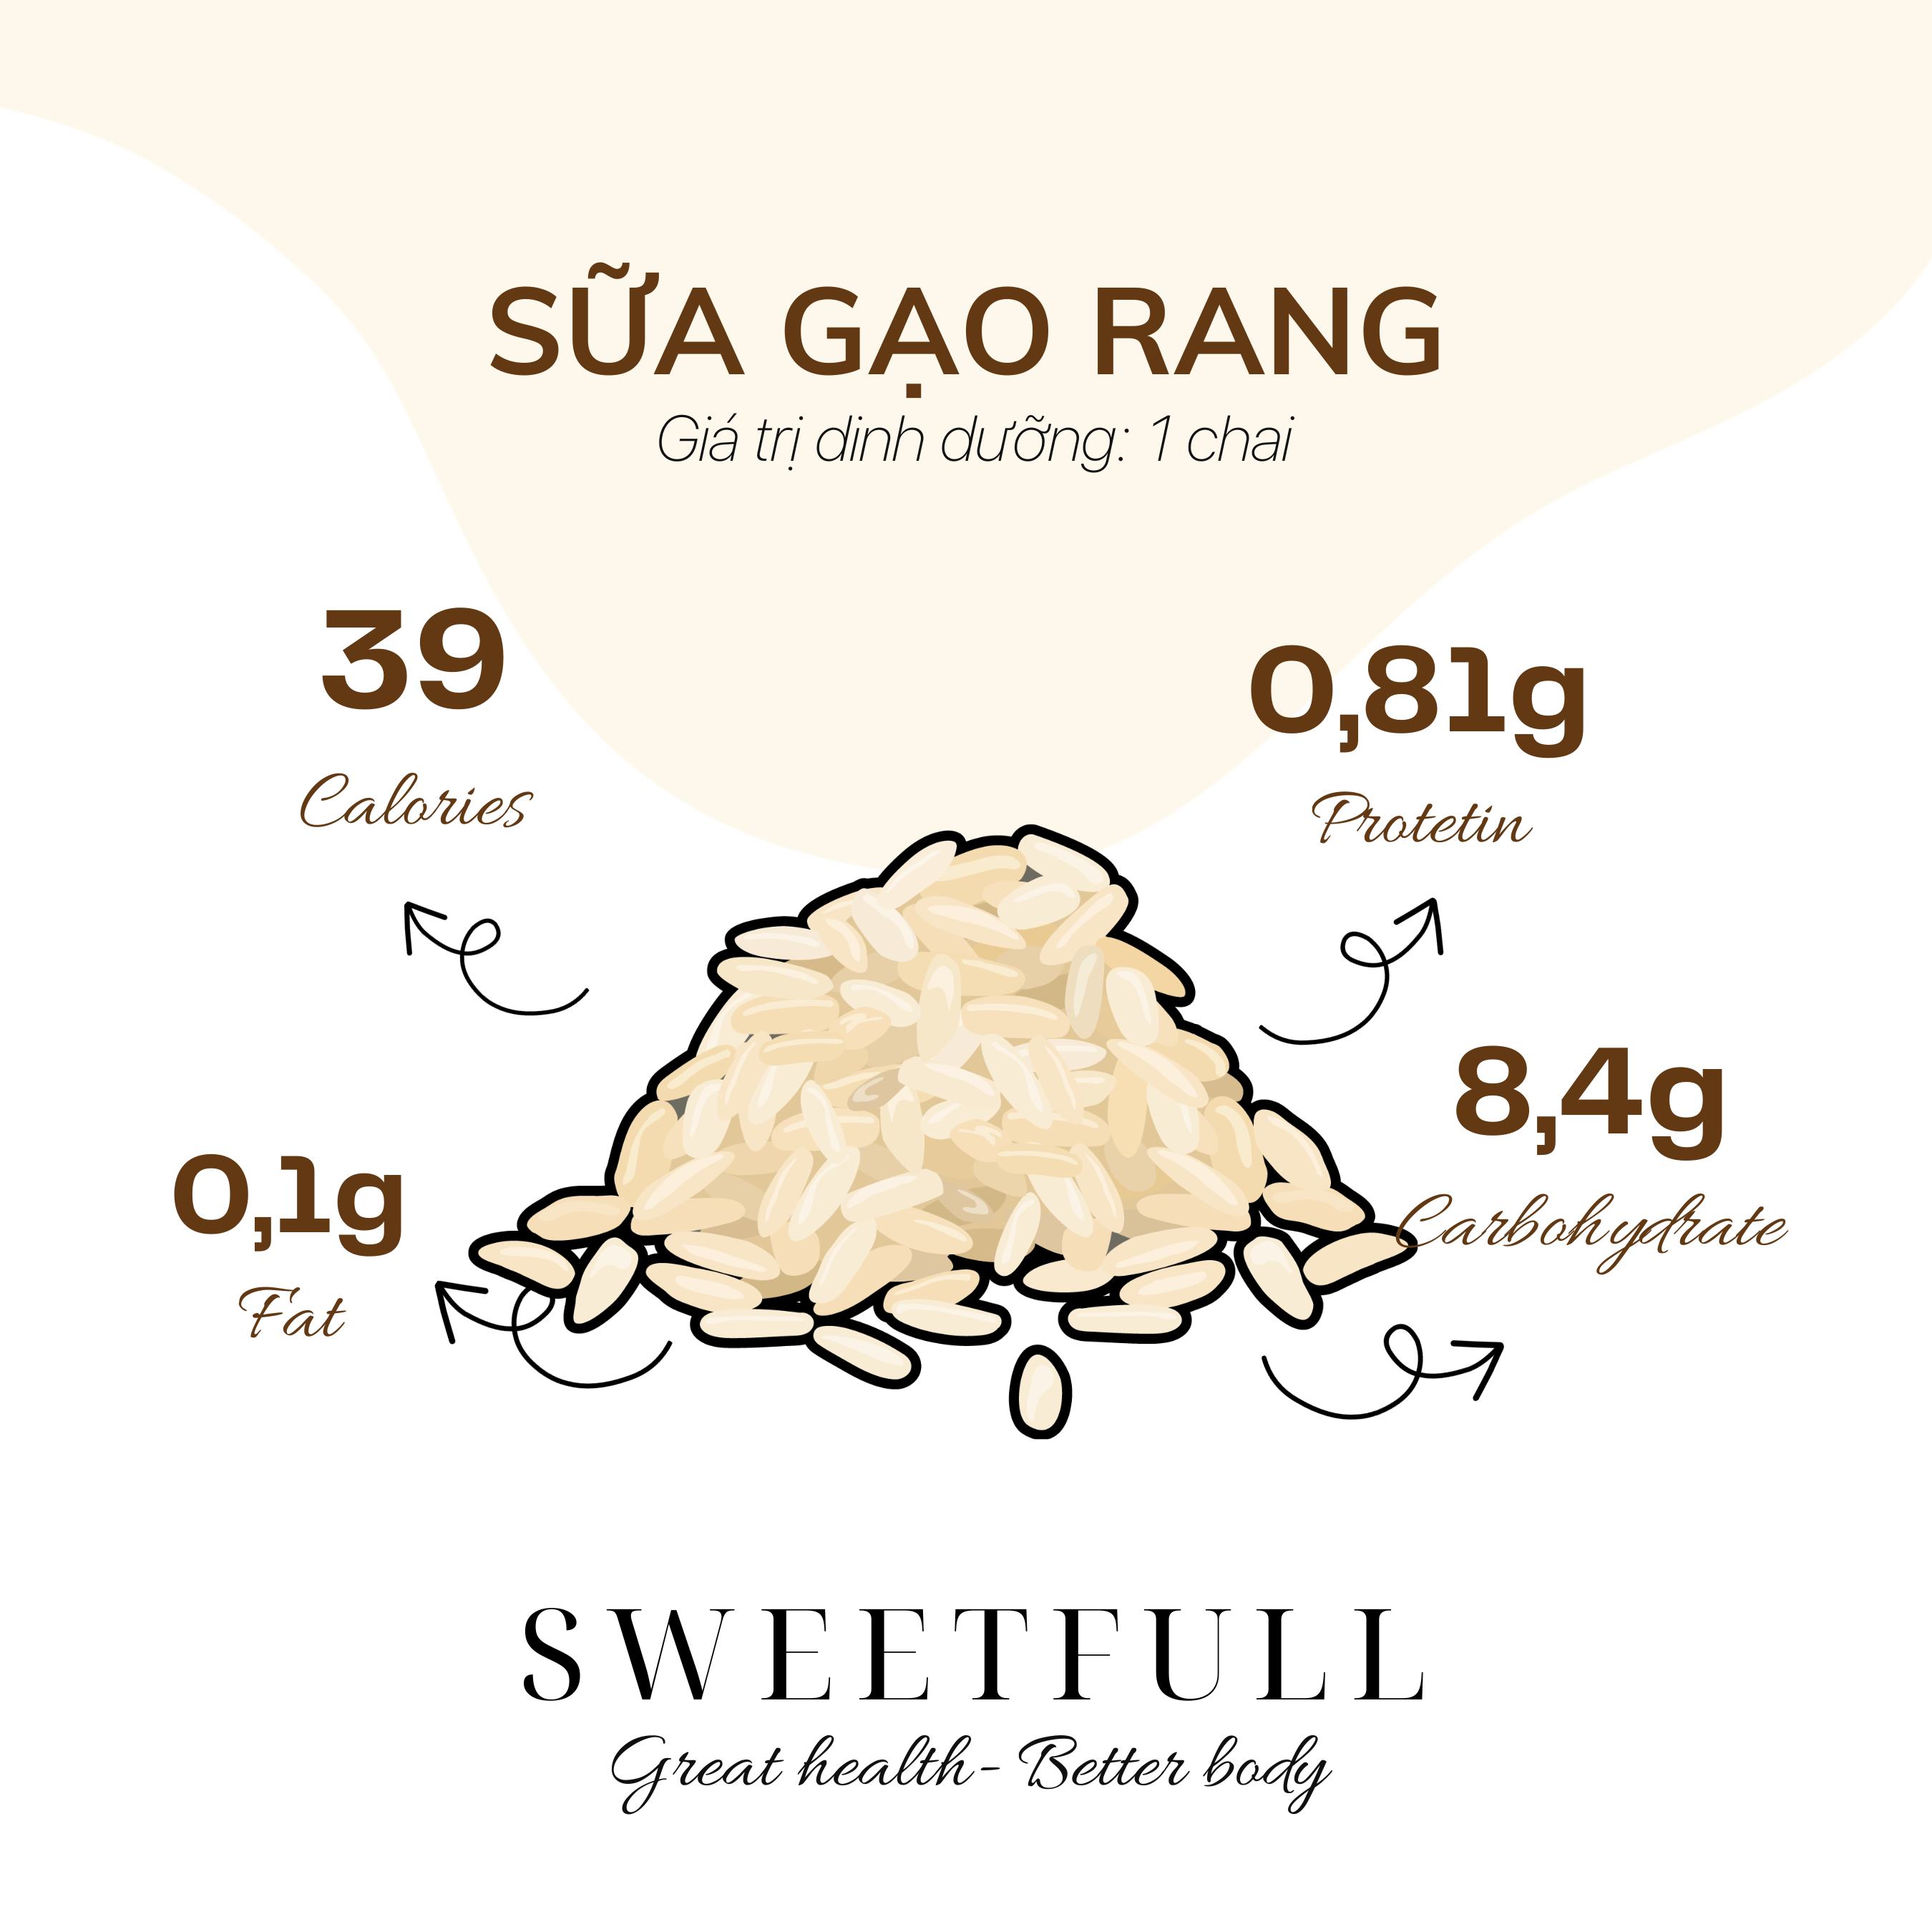 SỮA GẠO RANG
Giá trị dinh dưỡng: 1 chai
39
Calories
0,81g
Protetin
8,4g
Carbohydrate
0,1g
Fat
SWEETFULL
Great health- Better body